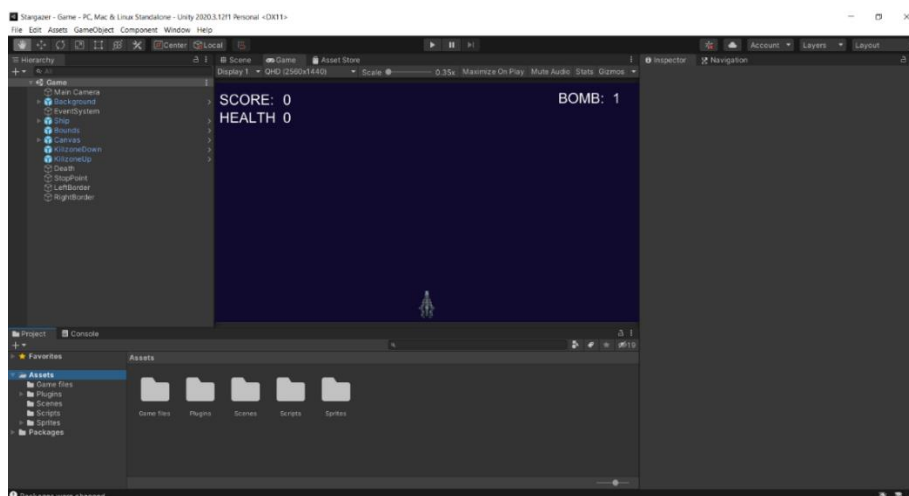 Stargazer - Game - PC, Mac & Linux Standalone - Unity 2020.3.12f1 Personal <DX11>
File Edit Assets GameObject Component Window Help
Center Local Account Layers Layout
Hierarchy Scene Game Asset Store Inspector Navigation
All Display 1 QHD (2560x1440) Scale 0.35x Maximize On Play Mute Audio Stats Gizmos
Game
Main Camera
Background
EventSystem
Ship
Bounds
Canvas
KillzoneDown
KillzoneUp
Death
StopPoint
LeftBorder
RightBorder
SCORE: 0 BOMB: 1
HEALTH 0
Project Console
19
Favorites
Assets
Assets
Game files
Plugins
Scenes
Scripts
Sprites
Packages
Game files Plugins Scenes Scripts Sprites
Packages were changed